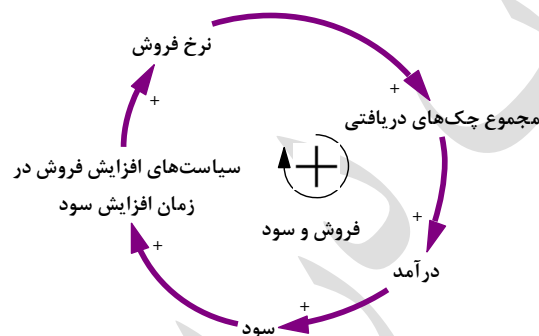 نرخ فروش
+
+
مجموع چک‌های دریافتی
سیاست‌های افزایش فروش در
زمان افزایش سود
+
فروش و سود
+
+
درآمد
+
سود